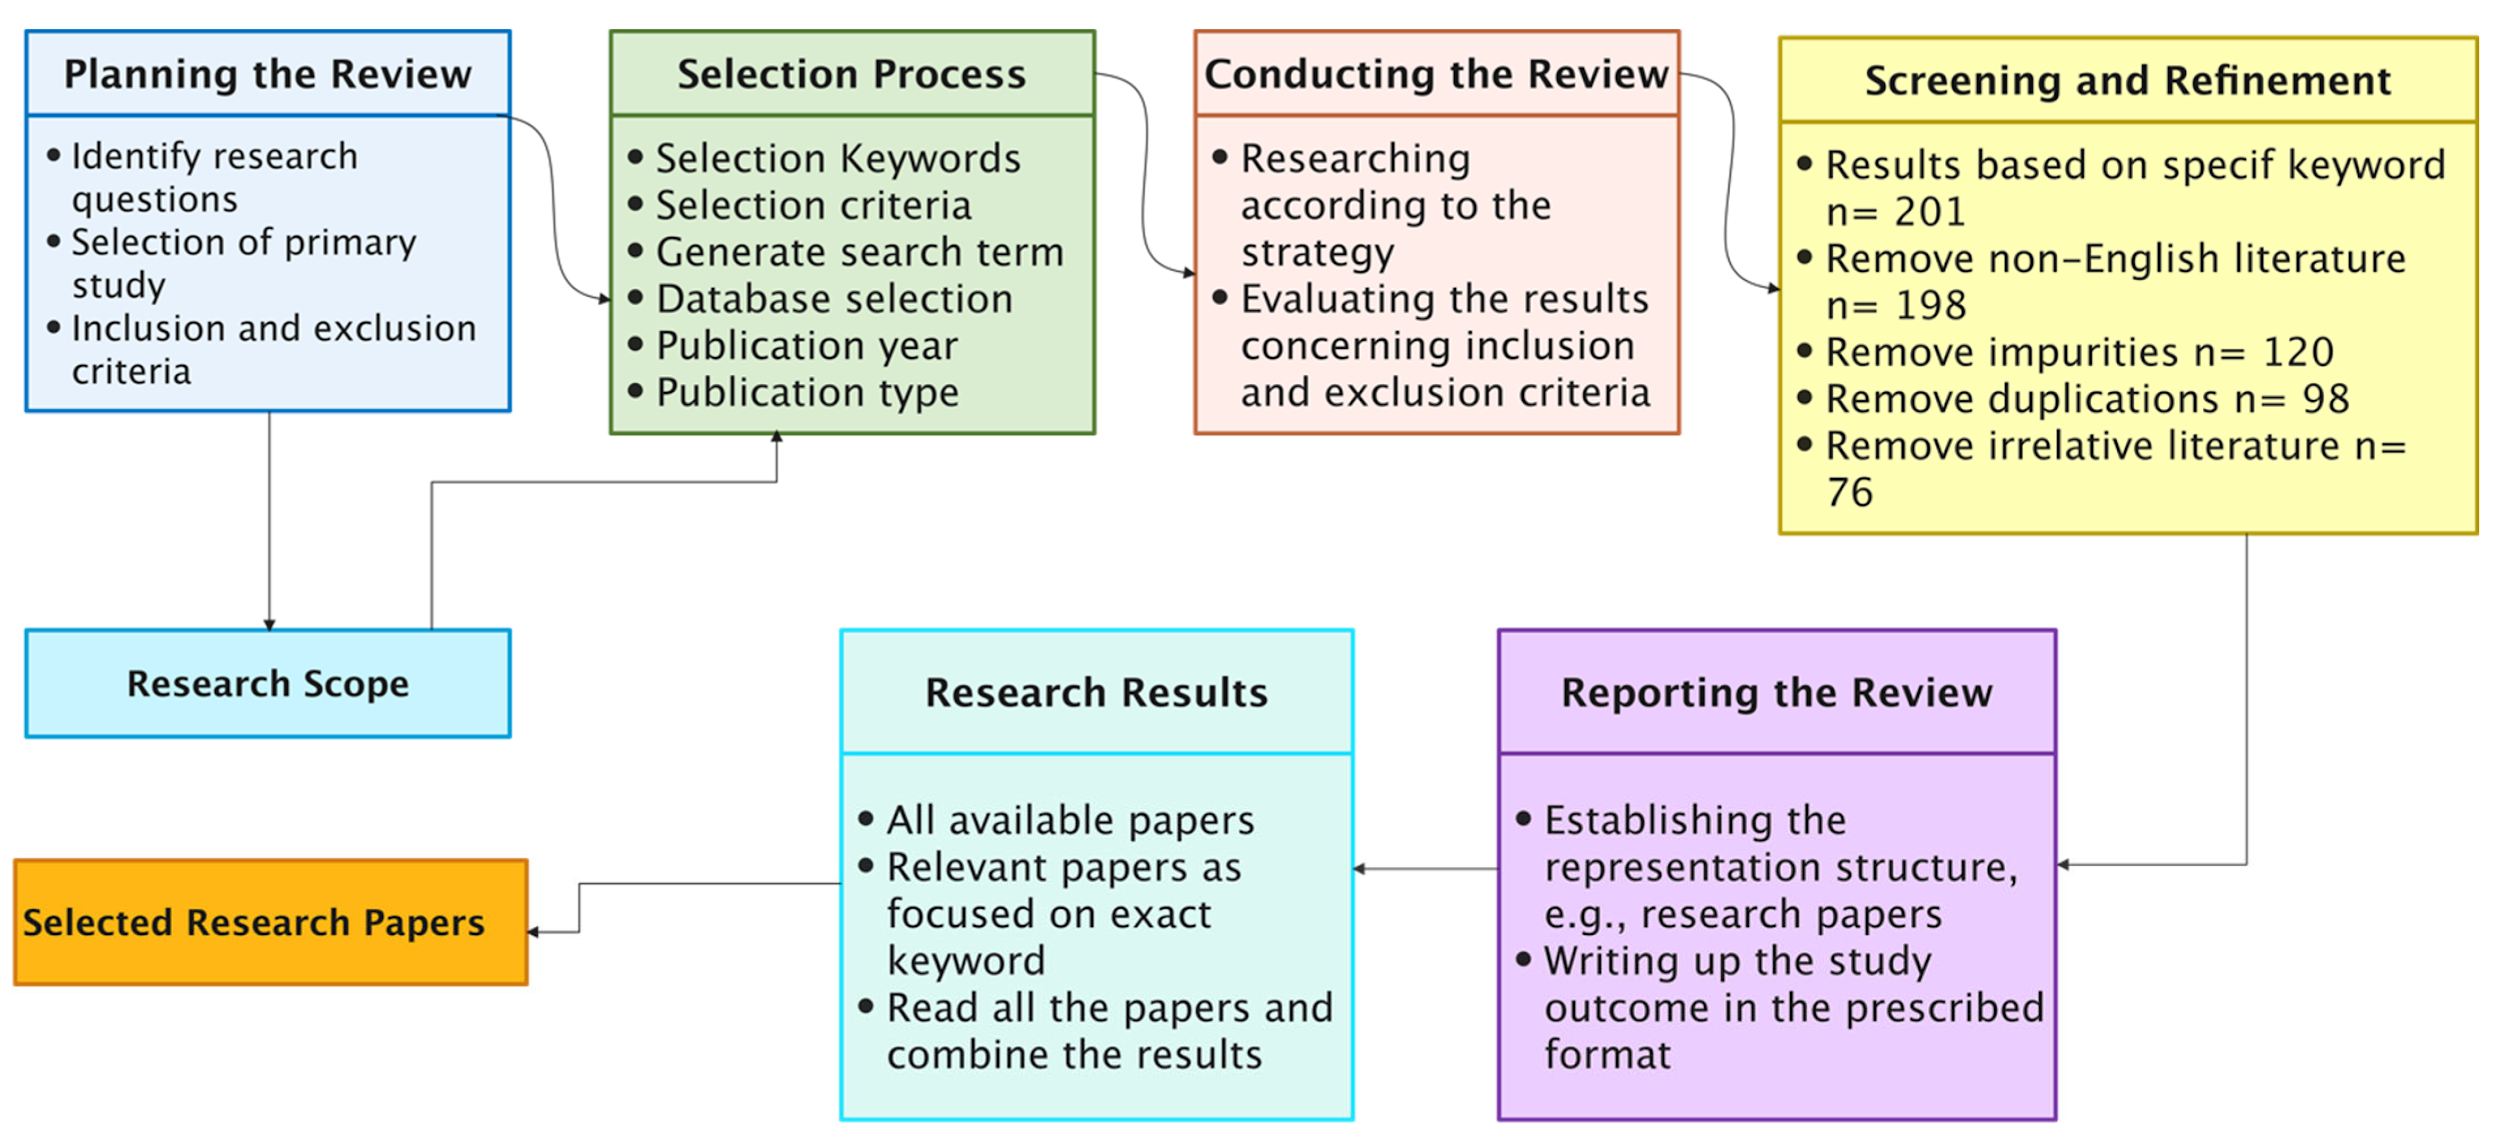 Planning the Review
• Identify research
questions
• Selection of primary
study
• Inclusion and exclusion
criteria
Selection Process
• Selection Keywords
• Selection criteria
• Generate search term
• Database selection
• Publication year
• Publication type
Conducting the Review
• Researching
according to the
strategy
• Evaluating the results
concerning inclusion
and exclusion criteria
Screening and Refinement
• Results based on specif keyword
n= 201
• Remove non-English literature
n= 198
• Remove impurities n= 120
• Remove duplications n= 98
• Remove irrelative literature n=
76
Research Scope
Research Results
• All available papers
• Relevant papers as
focused on exact
keyword
• Read all the papers and
combine the results
Reporting the Review
• Establishing the
representation structure,
e.g., research papers
• Writing up the study
outcome in the prescribed
format
Selected Research Papers